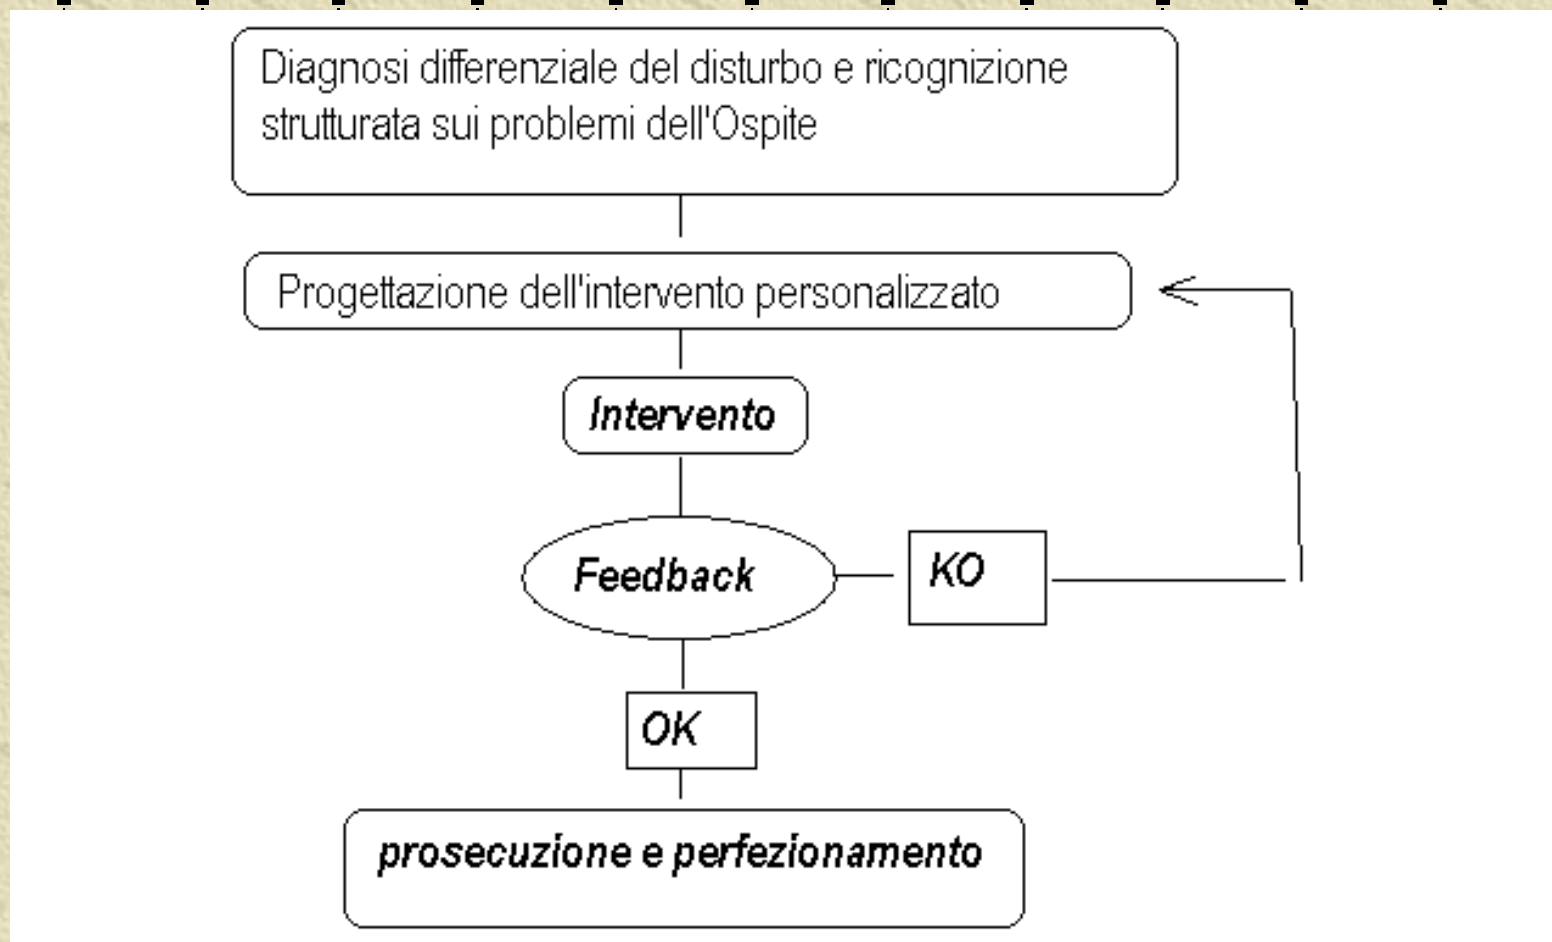 Diagnosi differenziale del disturbo e ricognizione
strutturata sui problemi dell'Ospite
Progettazione dell'intervento personalizzato
Intervento
Feedback
KO
OK
prosecuzione e perfezionamento